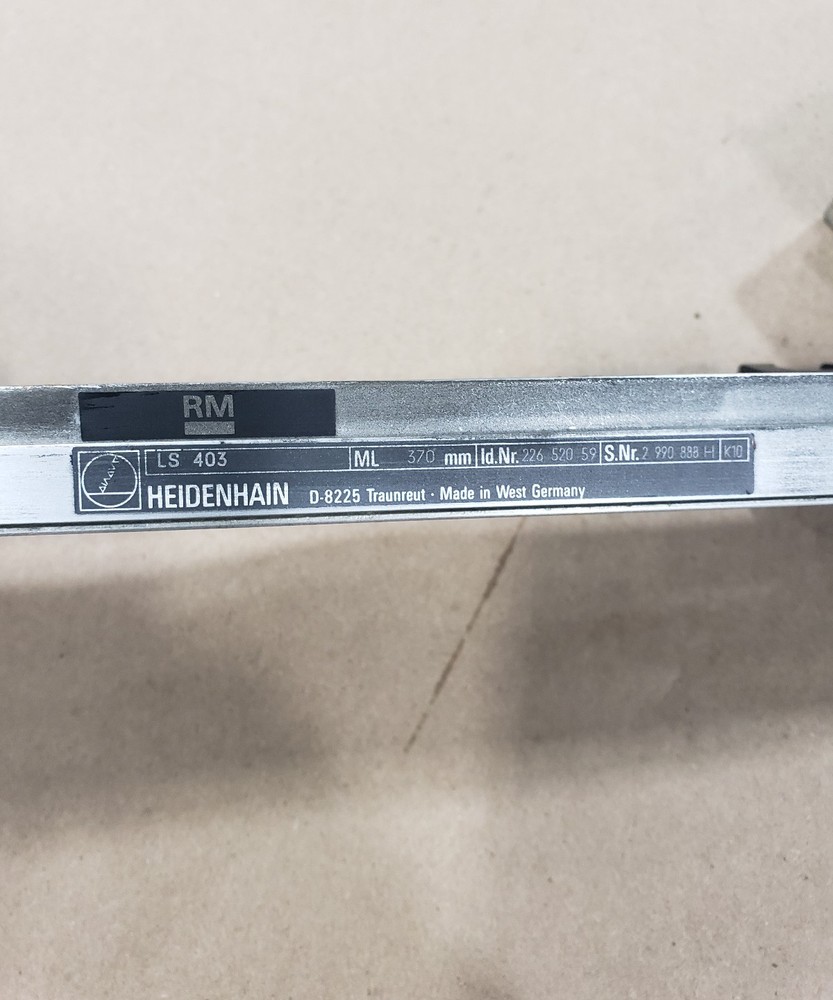 RM
LS 403 ML 370 mm Id.Nr. 226 520 59 S.Nr. 2 990 888 H K10
HEIDENHAIN D-8225 Traunreut · Made in West Germany